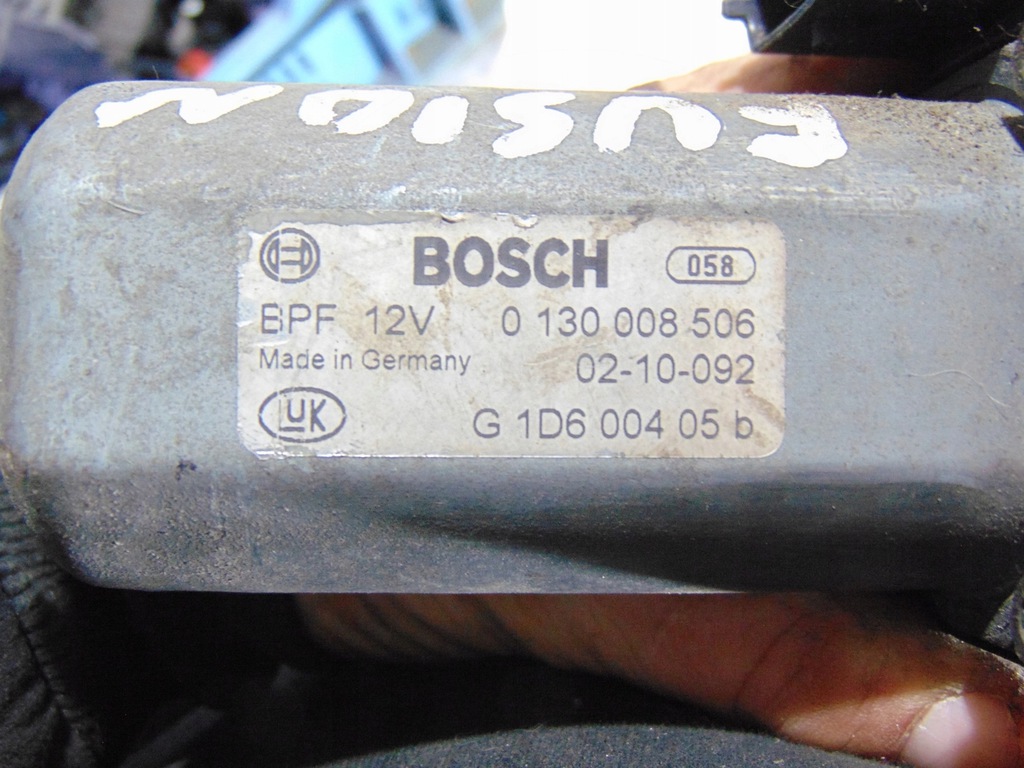 FUSION
BOSCH 058
BPF 12V 0 130 008 506
Made in Germany 02-10-092
LUK G 1D6 004 05 b